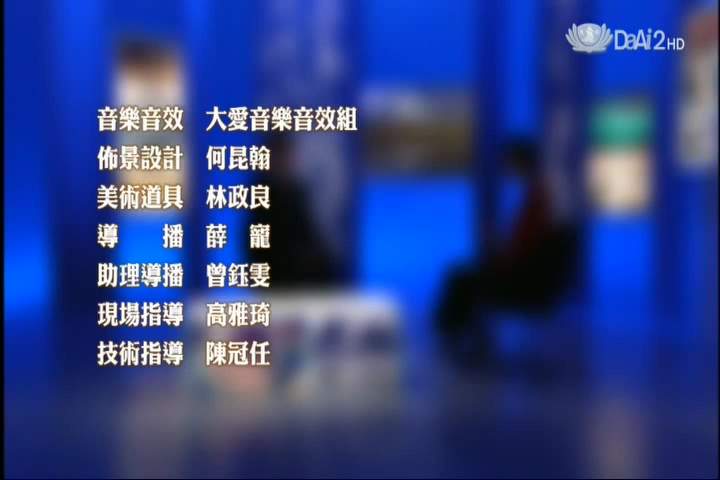 DaAi2HD
音樂音效 大愛音樂音效組
佈景設計 何昆翰
美術道具 林政良
導播 薛寵
助理導播 曾鈺雯
現場指導 高雅琦
技術指導 陳冠任